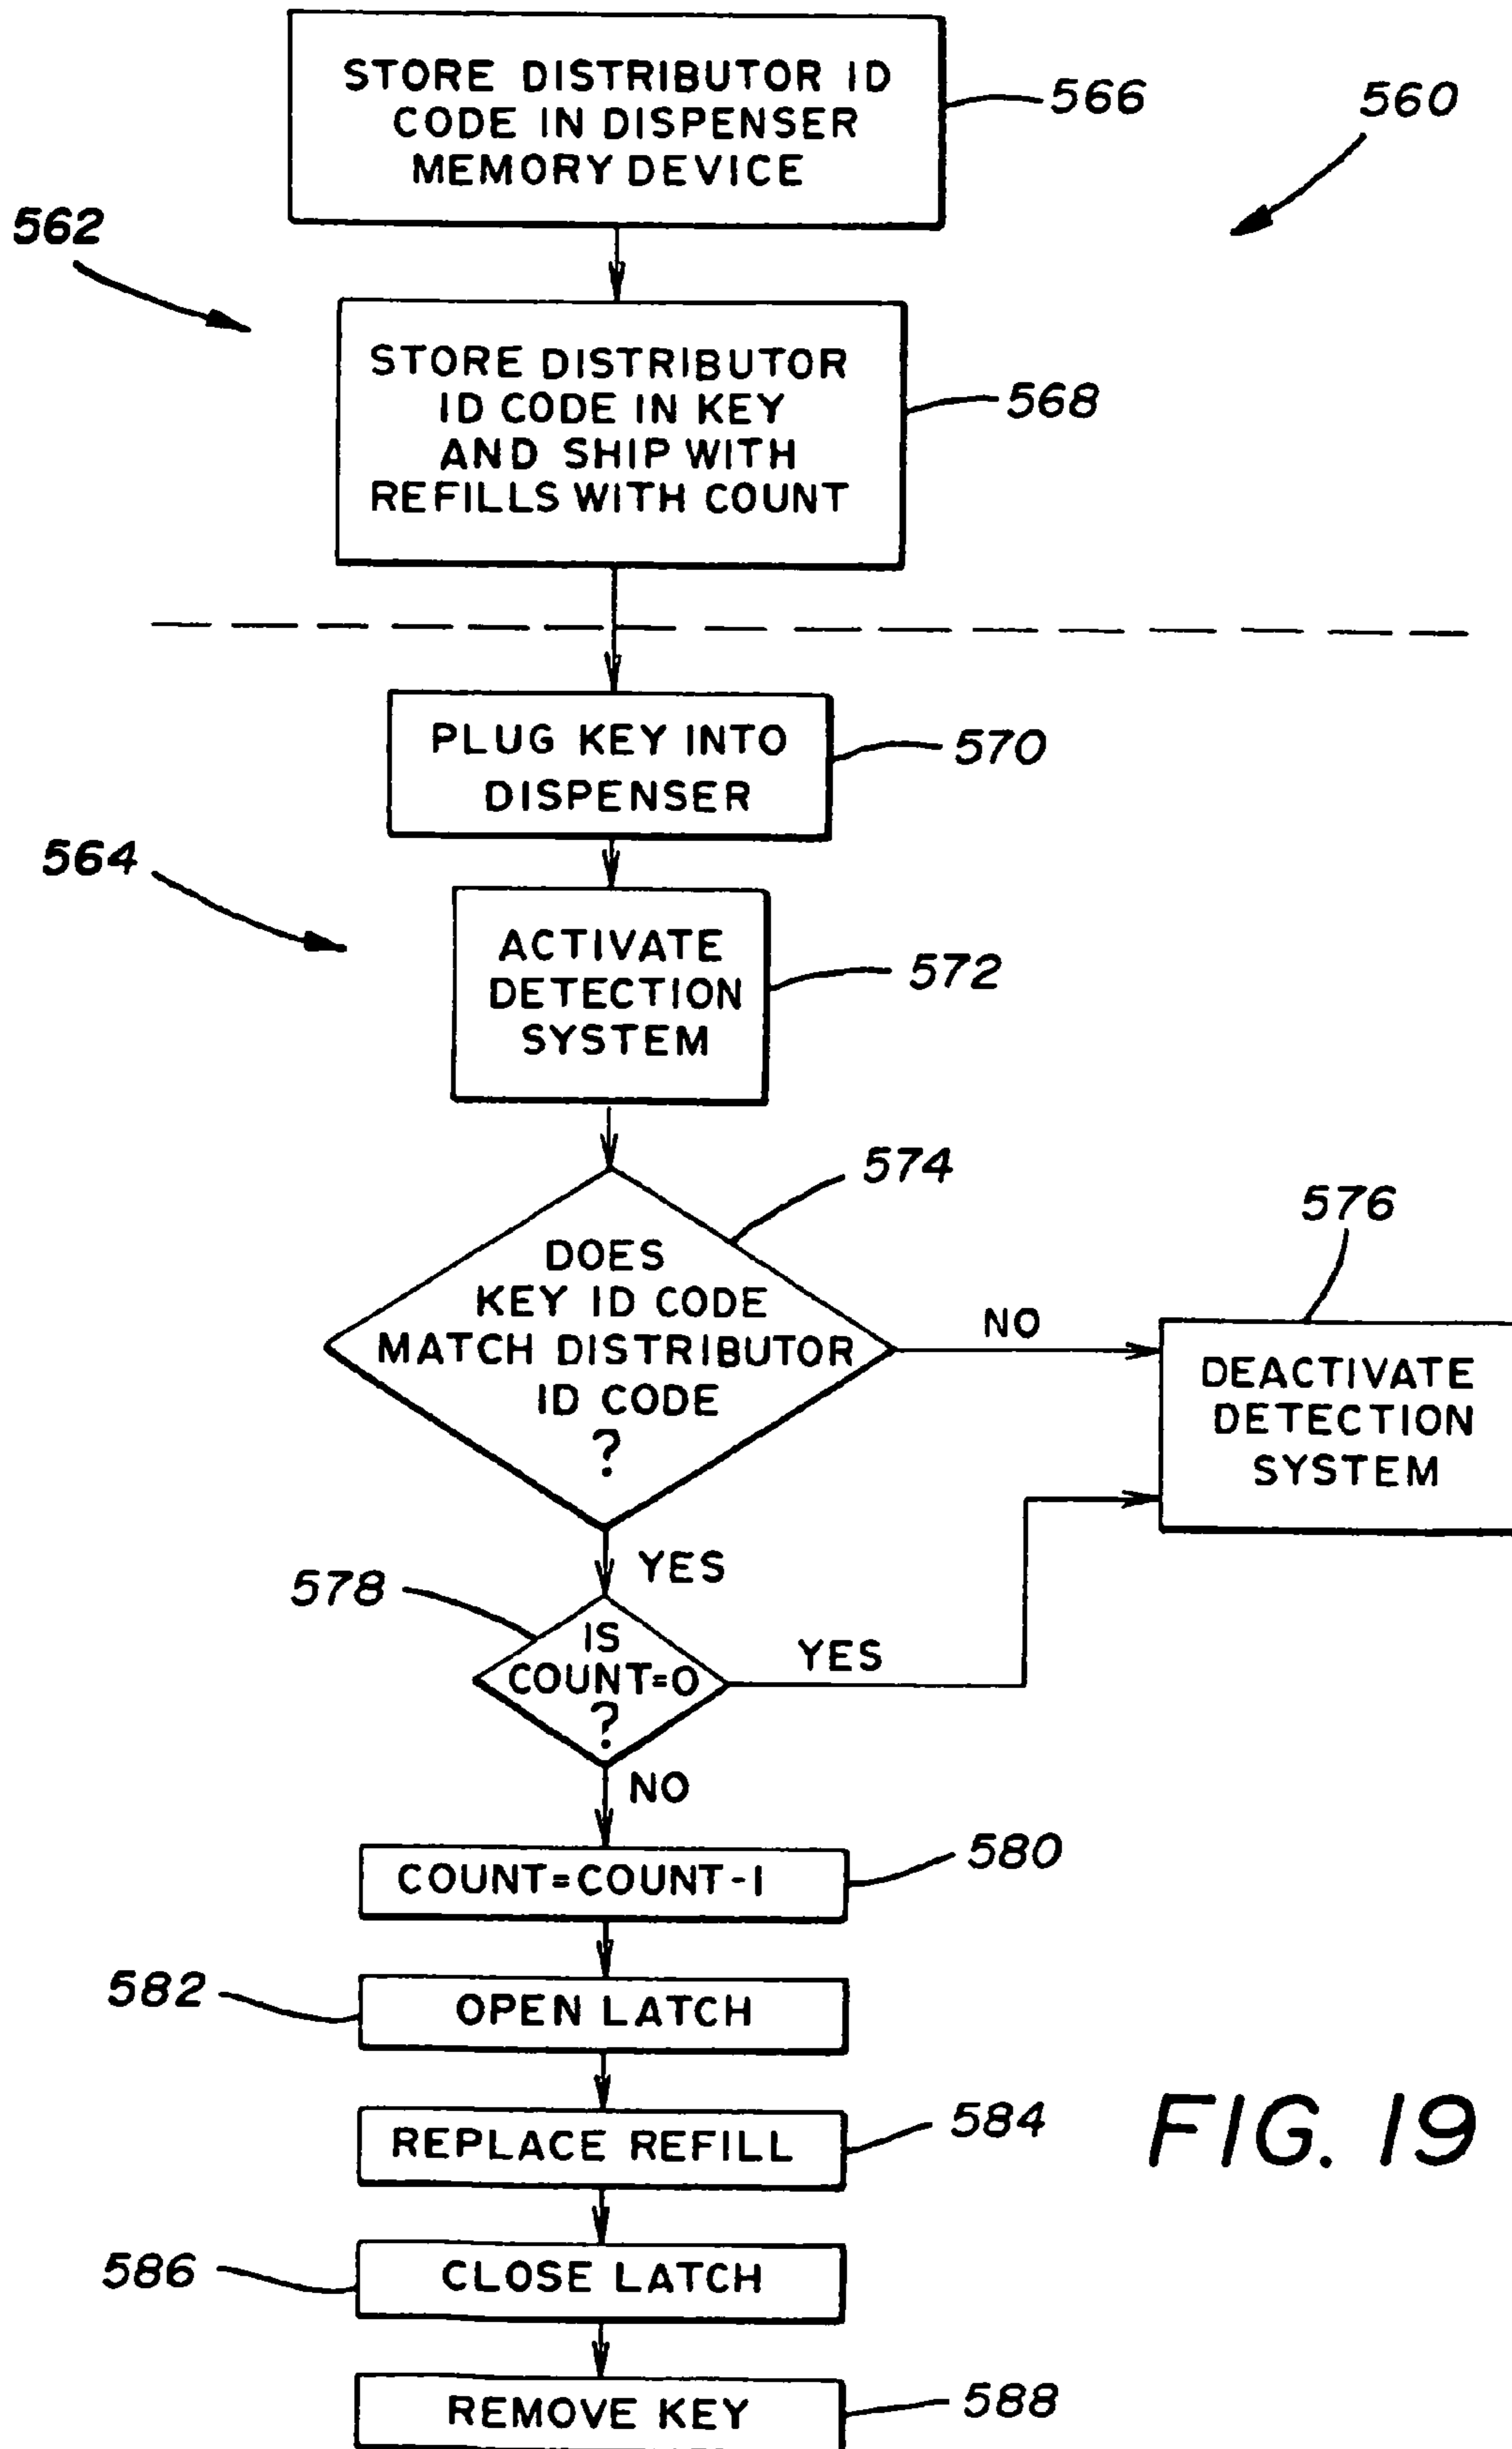 STORE DISTRIBUTOR ID
CODE IN DISPENSER
MEMORY DEVICE
566
560
562
STORE DISTRIBUTOR
ID CODE IN KEY
AND SHIP WITH
REFILLS WITH COUNT
568
PLUG KEY INTO
DISPENSER
570
564
ACTIVATE
DETECTION
SYSTEM
572
574
DOES
KEY ID CODE
MATCH DISTRIBUTOR
ID CODE
?
NO
576
DEACTIVATE
DETECTION
SYSTEM
YES
578
IS
COUNT=0
?
YES
NO
COUNT=COUNT-1
580
582
OPEN LATCH
REPLACE REFILL
584
FIG. 19
586
CLOSE LATCH
REMOVE KEY
588